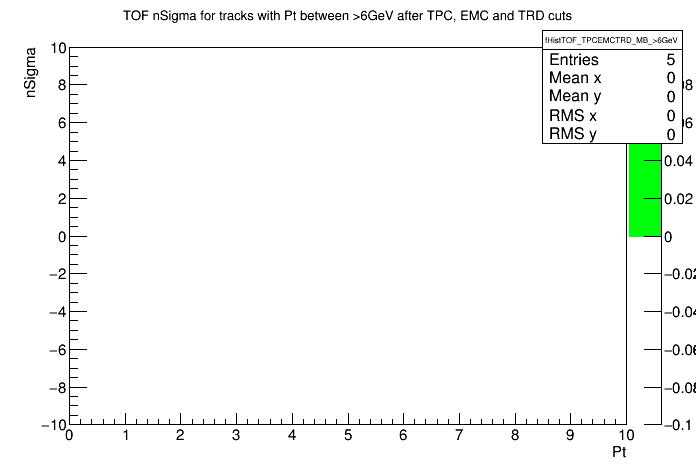 TOF nSigma for tracks with Pt between >6GeV after TPC, EMC and TRD cuts
fHistTOF_TPCEMCTRD_MB_>6GeV
Entries 5
Mean x 0
Mean y 0
RMS x 0
RMS y 0
nSigma
10
8
6
4
2
0
−2
−4
−6
−8
−10
0 1 2 3 4 5 6 7 8 9 10
Pt
0.04
0.02
0
−0.02
−0.04
−0.06
−0.08
−0.1